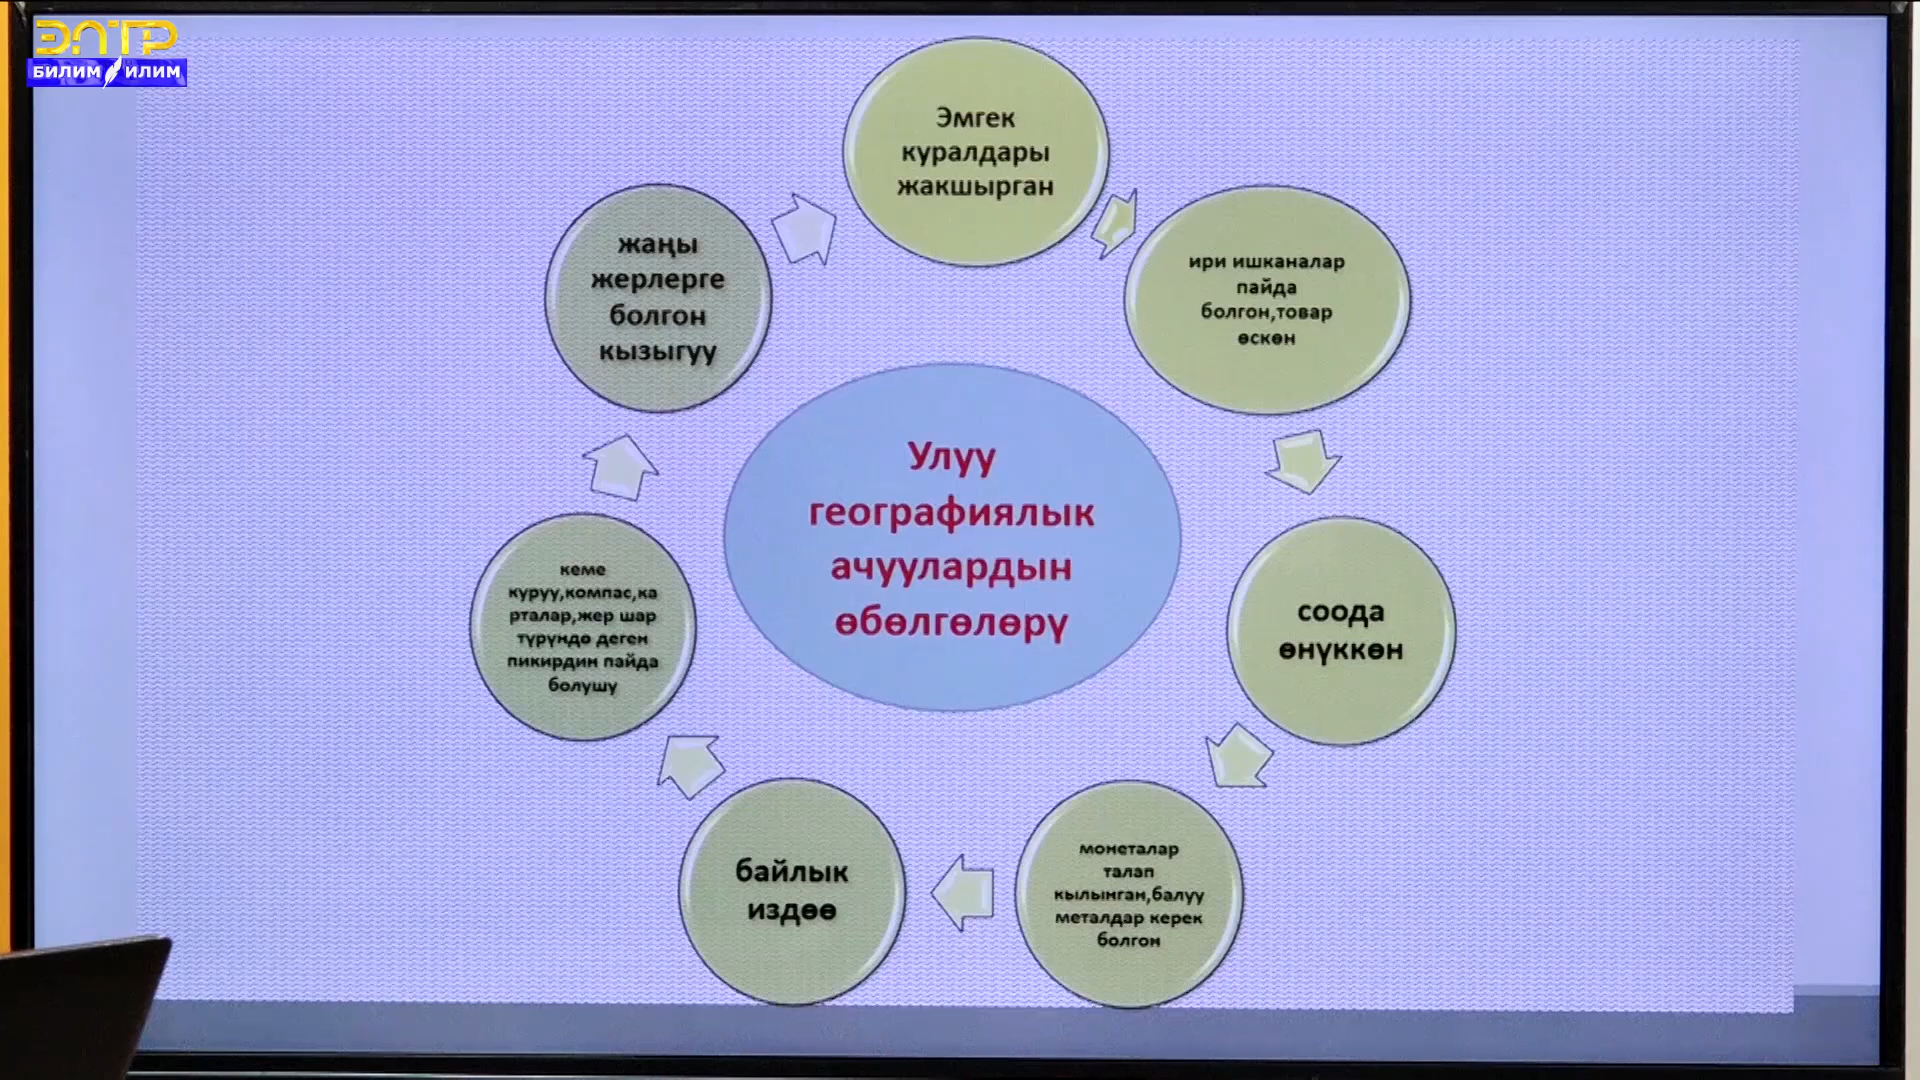 ЭЛТР
БИЛИМ ИЛИМ
Эмгек
куралдары
жакшырган
ири ишканалар
пайда
болгон,товар
өскөн
соода
өнүккөн
монеталар
талап
кылынган,балуу
металдар керек
болгон
байлык
издөө
кеме
куруу,компас,ка
рталар,жер шар
түрүндө деген
пикирдин пайда
болушу
жаңы
жерлерге
болгон
кызыгуу
Улуу
географиялык
ачуулардын
өбөлгөлөрү